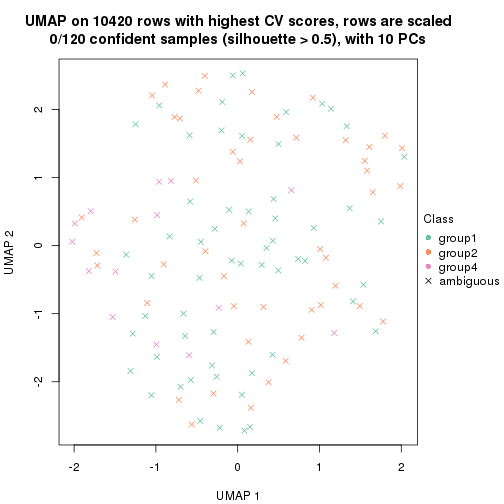 UMAP on 10420 rows with highest CV scores, rows are scaled
0/120 confident samples (silhouette > 0.5), with 10 PCs
2
1
0
-1
-2
UMAP 2
-2
-1
0
1
2
UMAP 1
Class
group1
group2
group4
ambiguous